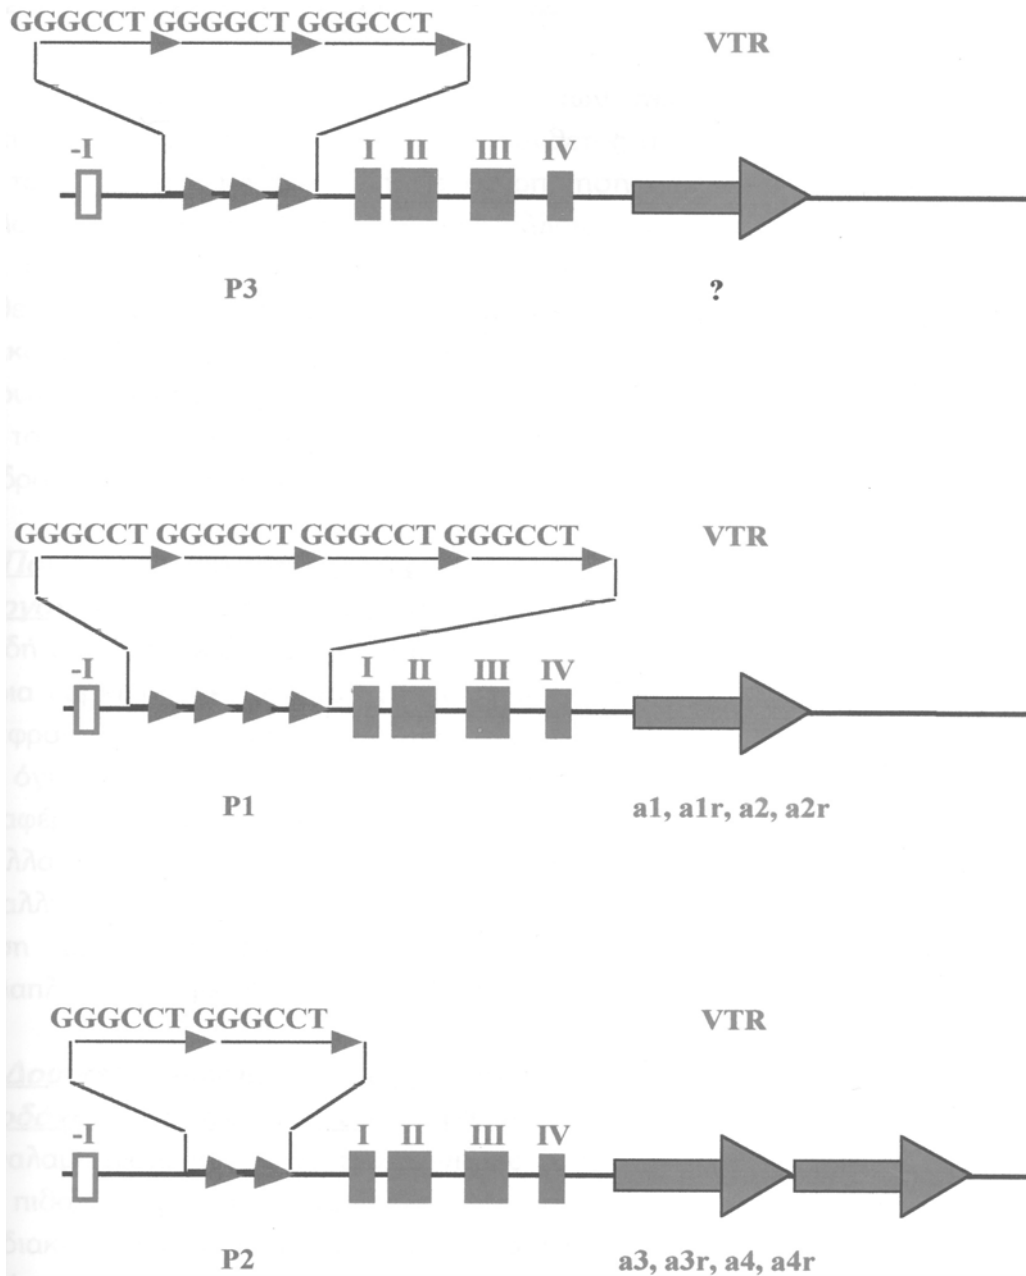 GGGCCT GGGGCT GGGCCT
VTR
-I I II III IV
P3 ?
GGGCCT GGGGCT GGGCCT GGGCCT
VTR
-I I II III IV
P1 a1, a1r, a2, a2r
GGGCCT GGGCCT
VTR
-I I II III IV
P2 a3, a3r, a4, a4r